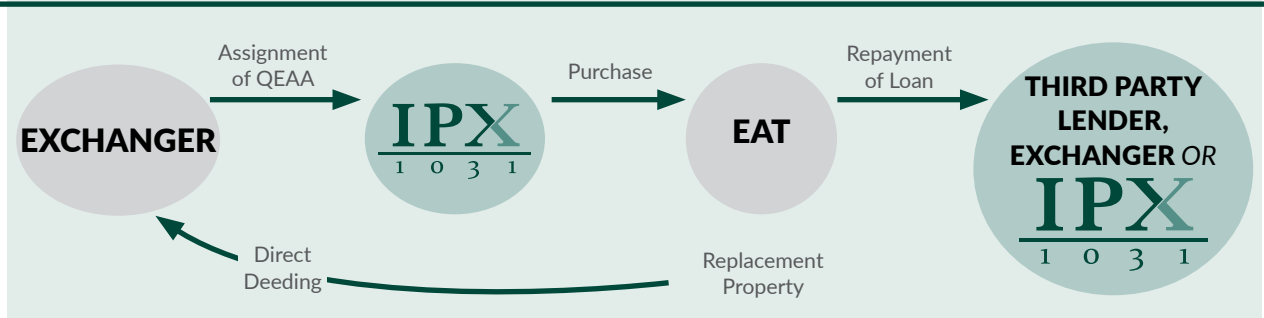 Assignment
of QEAA
Purchase
Repayment
of Loan
EXCHANGER
IPX
1 0 3 1
EAT
THIRD PARTY
LENDER,
EXCHANGER OR
IPX
1 0 3 1
Direct
Deeding
Replacement
Property